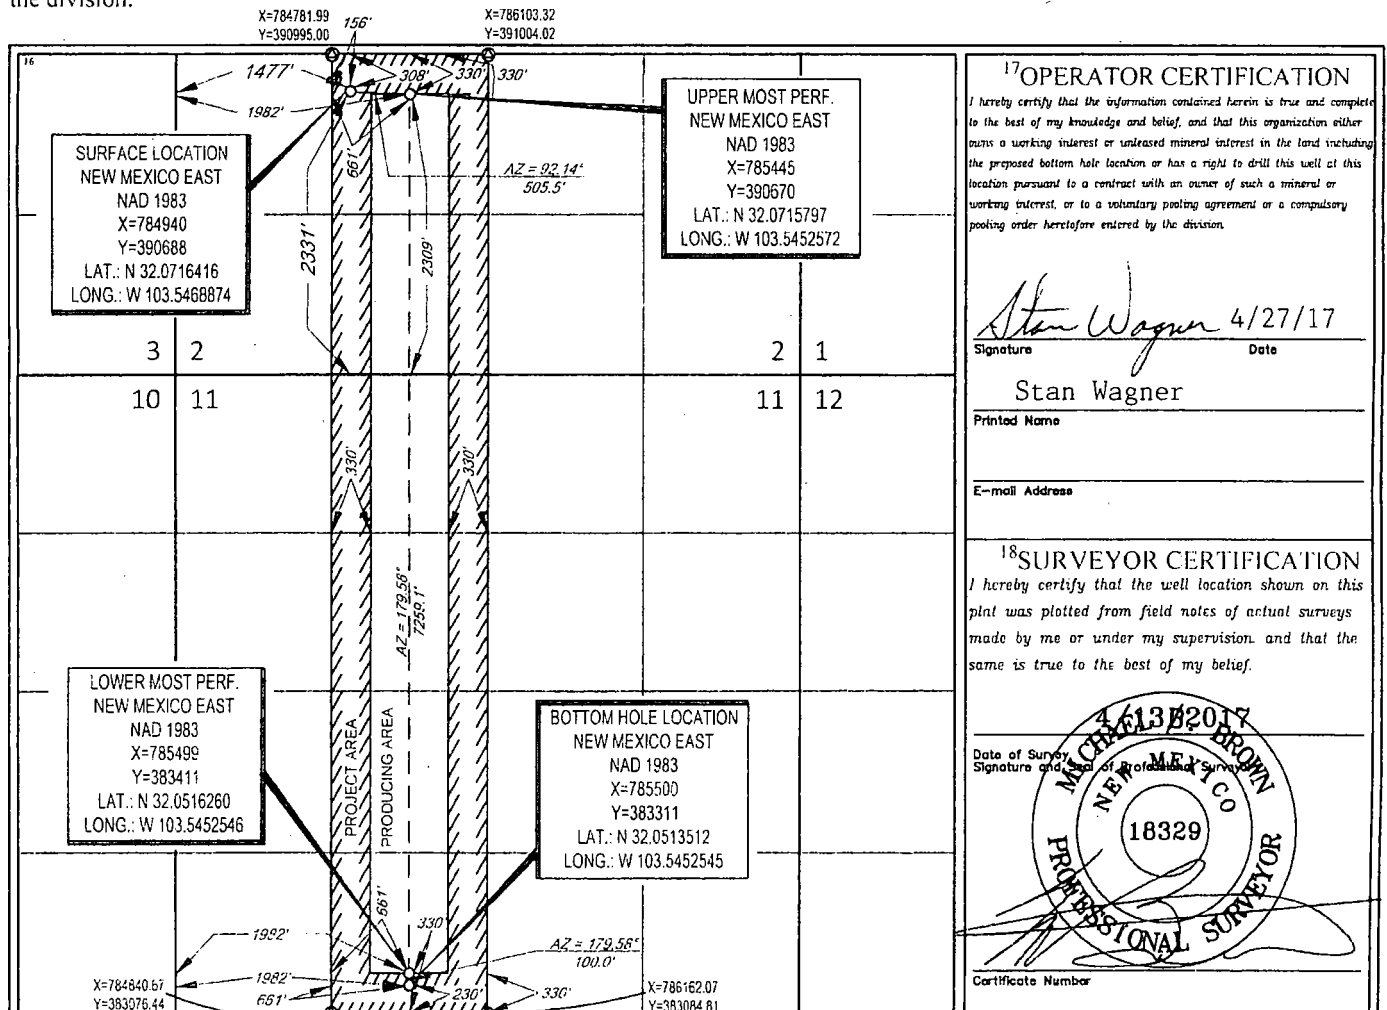 the division.
X=784781.99
Y=390995.00
156'
X=786103.32
Y=391004.02
16
1477'
308'
330'
330'
1982'
SURFACE LOCATION
NEW MEXICO EAST
NAD 1983
X=784940
Y=390688
LAT.: N 32.0716416
LONG.: W 103.5468874
661'
AZ = 92.14°
505.5'
2331'
2309'
UPPER MOST PERF.
NEW MEXICO EAST
NAD 1983
X=785445
Y=390670
LAT.: N 32.0715797
LONG.: W 103.5452572
3 2
2 1
10 11
11 12
330'
330'
AZ = 179.58°
7259.1'
LOWER MOST PERF.
NEW MEXICO EAST
NAD 1983
X=785499
Y=383411
LAT.: N 32.0516260
LONG.: W 103.5452546
PROJECT AREA
PRODUCING AREA
BOTTOM HOLE LOCATION
NEW MEXICO EAST
NAD 1983
X=785500
Y=383311
LAT.: N 32.0513512
LONG.: W 103.5452545
661'
330'
1982'
AZ = 179.58°
100.0'
1982'
661'
230'
330'
X=784840.67
Y=383076.44
X=786162.07
Y=383084.81
17OPERATOR CERTIFICATION
I hereby certify that the information contained herein is true and complete
to the best of my knowledge and belief, and that this organization either
owns a working interest or unleased mineral interest in the land including
the proposed bottom hole location or has a right to drill this well at this
location pursuant to a contract with an owner of such a mineral or
working interest, or to a voluntary pooling agreement or a compulsory
pooling order heretofore entered by the division.
Stan Wagner 4/27/17
Signature Date
Stan Wagner
Printed Name
E-mail Address
18SURVEYOR CERTIFICATION
I hereby certify that the well location shown on this
plat was plotted from field notes of actual surveys
made by me or under my supervision and that the
same is true to the best of my belief.
4/13/2017
Date of Survey
Signature and Seal of Professional Surveyor
MICHAEL B. BROWN
NEW MEXICO
18329
PROFESSIONAL SURVEYOR
Certificate Number